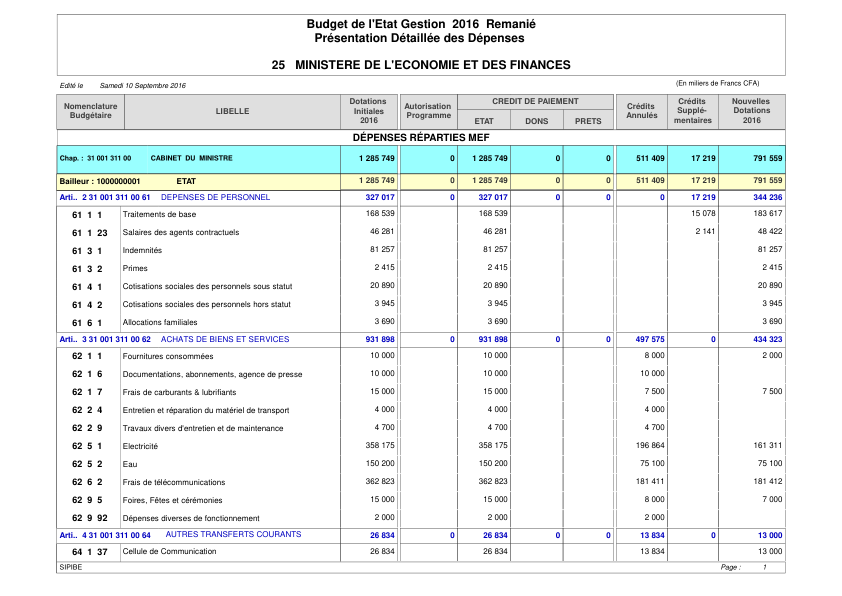 Budget de l'Etat Gestion 2016 Remanié
Présentation Détaillée des Dépenses
25 MINISTERE DE L'ECONOMIE ET DES FINANCES
Edité le Samedi 10 Septembre 2016 (En miliers de Francs CFA)
Nomenclature Budgétaire LIBELLE Dotations Initiales 2016 Autorisation Programme CREDIT DE PAIEMENT ETAT DONS PRETS Crédits Annulés Crédits Supplé- mentaires Nouvelles Dotations 2016
DÉPENSES RÉPARTIES MEF
Chap. : 31 001 311 00 CABINET DU MINISTRE 1 285 749 0 1 285 749 0 0 511 409 17 219 791 559
Bailleur : 1000000001 ETAT 1 285 749 0 1 285 749 0 0 511 409 17 219 791 559
Arti.. 2 31 001 311 00 61 DEPENSES DE PERSONNEL 327 017 0 327 017 0 0 0 17 219 344 236
61 1 1 Traitements de base 168 539 168 539 15 078 183 617
61 1 23 Salaires des agents contractuels 46 281 46 281 2 141 48 422
61 3 1 Indemnités 81 257 81 257 81 257
61 3 2 Primes 2 415 2 415 2 415
61 4 1 Cotisations sociales des personnels sous statut 20 890 20 890 20 890
61 4 2 Cotisations sociales des personnels hors statut 3 945 3 945 3 945
61 6 1 Allocations familiales 3 690 3 690 3 690
Arti.. 3 31 001 311 00 62 ACHATS DE BIENS ET SERVICES 931 898 0 931 898 0 0 497 575 0 434 323
62 1 1 Fournitures consommées 10 000 10 000 8 000 2 000
62 1 6 Documentations, abonnements, agence de presse 10 000 10 000 10 000
62 1 7 Frais de carburants & lubrifiants 15 000 15 000 7 500 7 500
62 2 4 Entretien et réparation du matériel de transport 4 000 4 000 4 000
62 2 9 Travaux divers d'entretien et de maintenance 4 700 4 700 4 700
62 5 1 Electricité 358 175 358 175 196 864 161 311
62 5 2 Eau 150 200 150 200 75 100 75 100
62 6 2 Frais de télécommunications 362 823 362 823 181 411 181 412
62 9 5 Foires, Fêtes et cérémonies 15 000 15 000 8 000 7 000
62 9 92 Dépenses diverses de fonctionnement 2 000 2 000 2 000
Arti.. 4 31 001 311 00 64 AUTRES TRANSFERTS COURANTS 26 834 0 26 834 0 0 13 834 0 13 000
64 1 37 Cellule de Communication 26 834 26 834 13 834 13 000
SIPIBE Page : 1